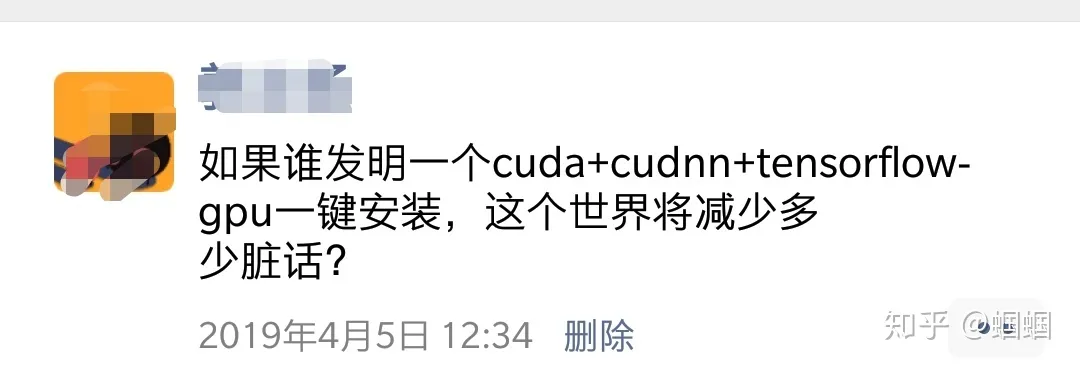 如果谁发明一个cuda+cudnn+tensorflow-
gpu一键安装，这个世界将减少多
少脏话？
2019年4月5日 12:34 删除
知乎 @蝈蝈